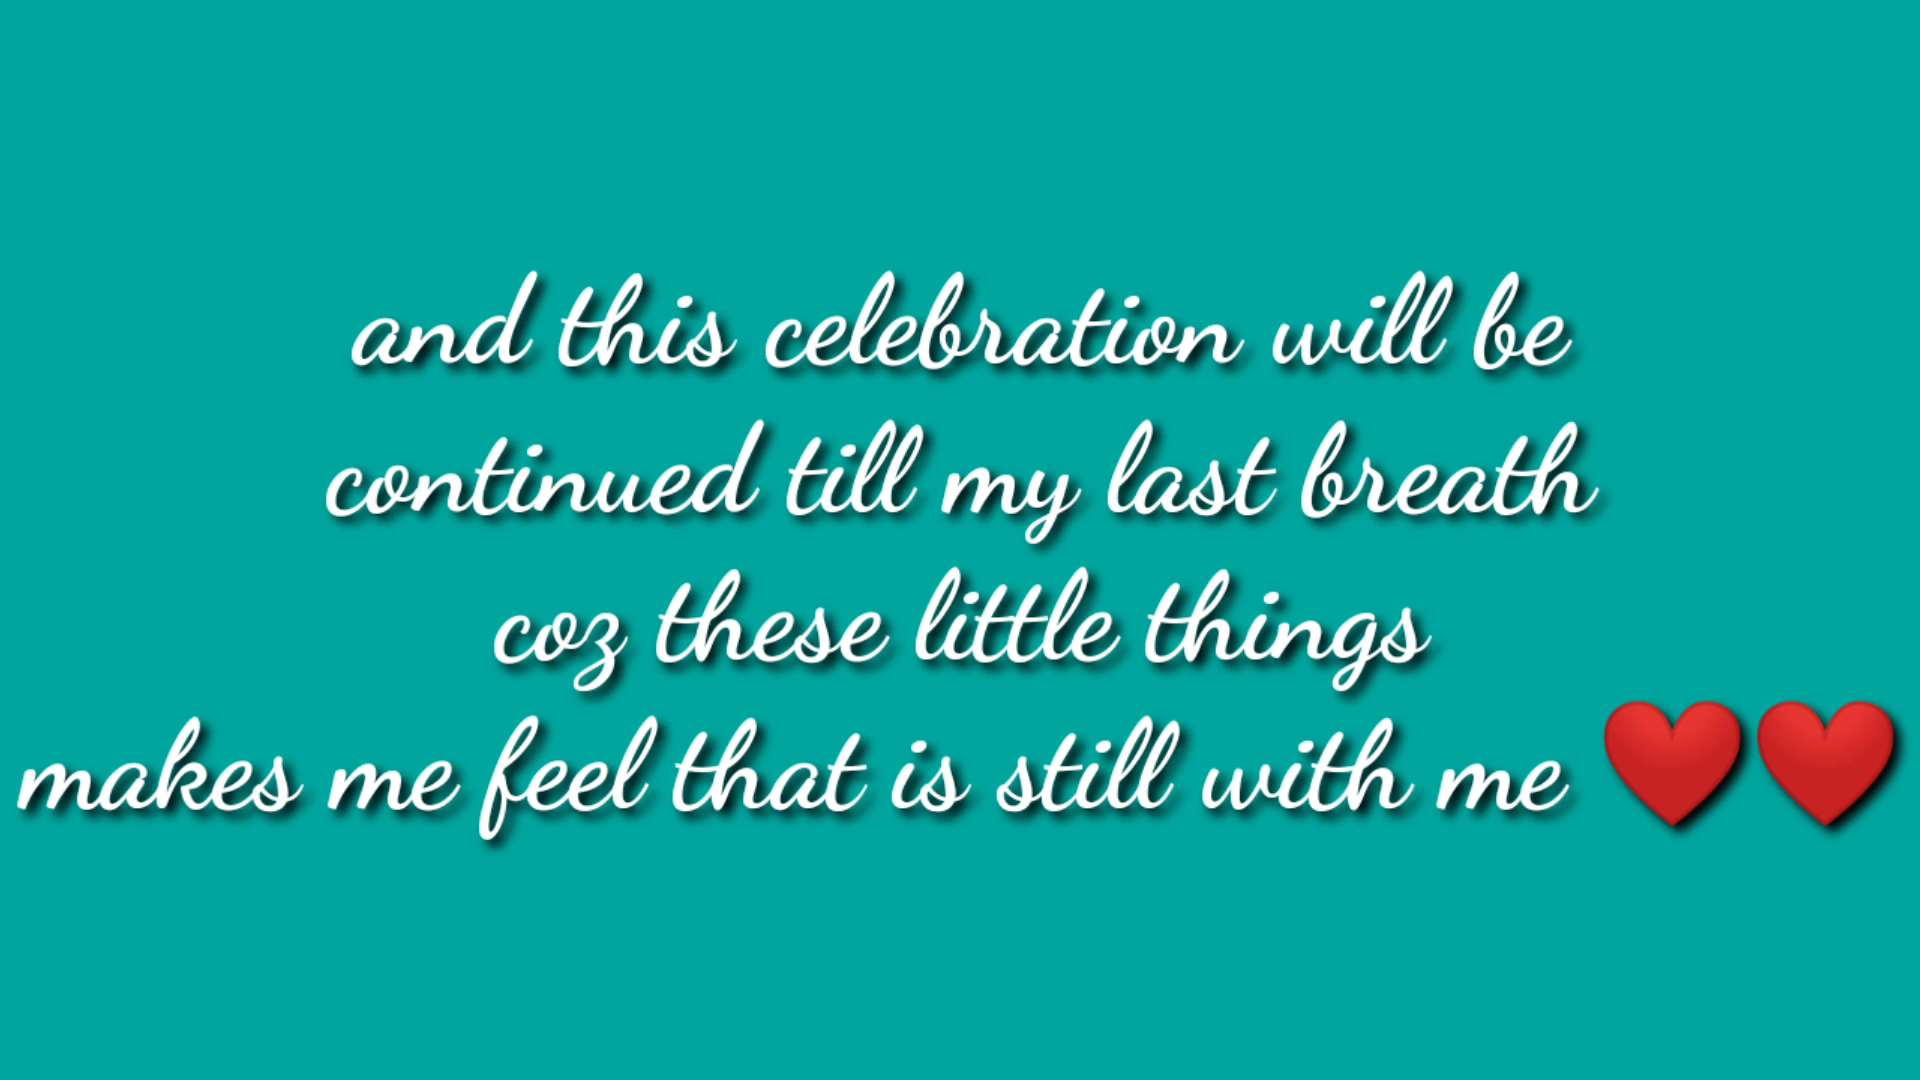 and this celebration will be
continued till my last breath
coz these little things
makes me feel that is still with me ❤️❤️